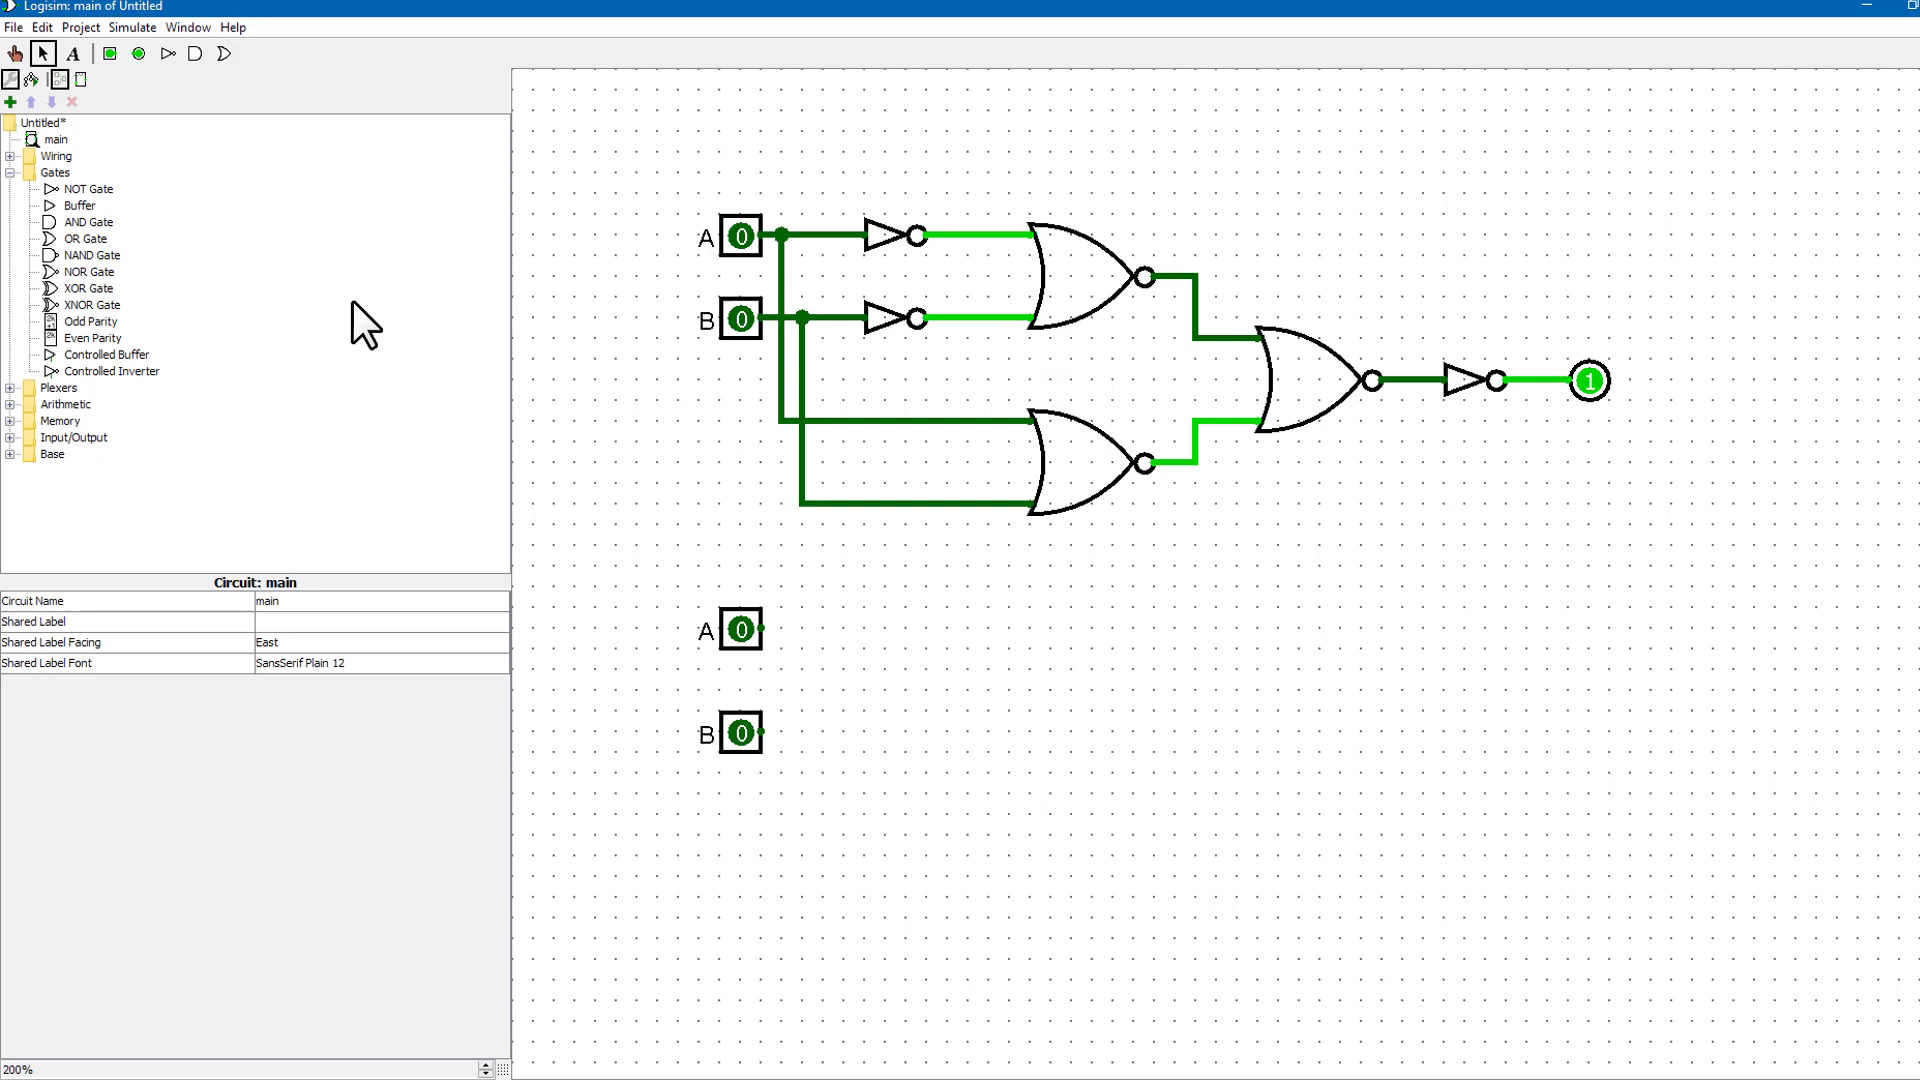 Logisim: main of Untitled
File Edit Project Simulate Window Help
A
Untitled*
main
Wiring
Gates
NOT Gate
Buffer
AND Gate
OR Gate
NAND Gate
NOR Gate
XOR Gate
XNOR Gate
Odd Parity
Even Parity
Controlled Buffer
Controlled Inverter
Plexers
Arithmetic
Memory
Input/Output
Base
Circuit: main
Circuit Name main
Shared Label
Shared Label Facing East
Shared Label Font SansSerif Plain 12
200%
A 0
B 0
1
A 0
B 0